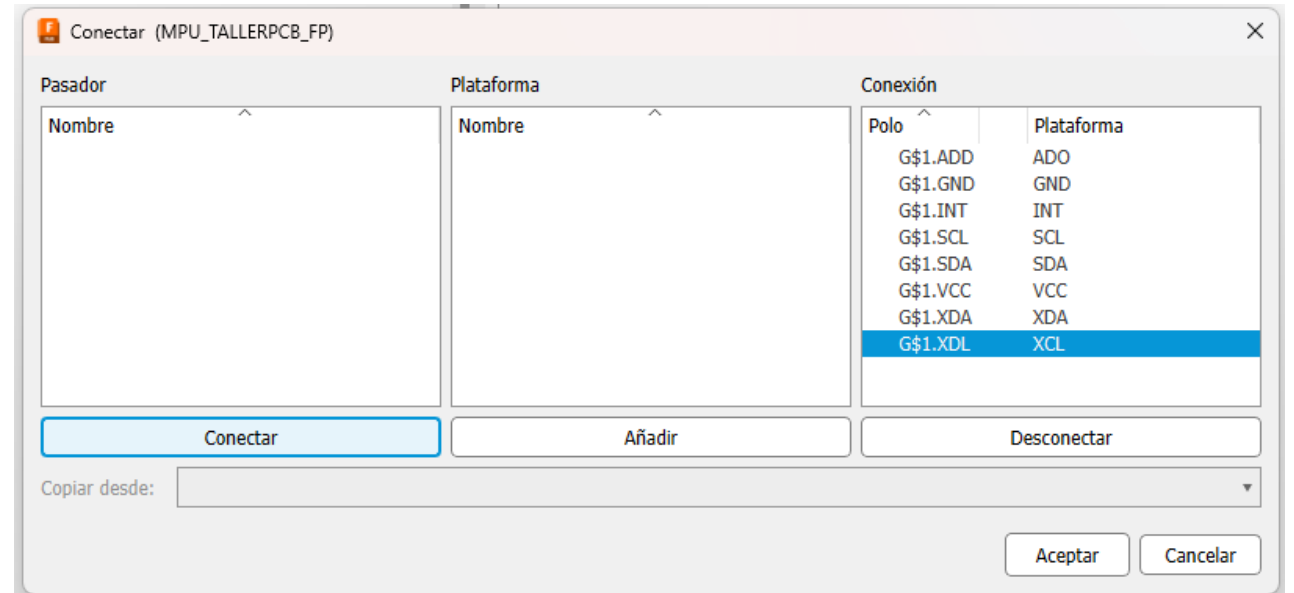 Conectar (MPU_TALLERPCB_FP)
Pasador Plataforma Conexión
Nombre Nombre Polo Plataforma
G$1.ADD ADO
G$1.GND GND
G$1.INT INT
G$1.SCL SCL
G$1.SDA SDA
G$1.VCC VCC
G$1.XDA XDA
G$1.XDL XCL
Conectar Añadir Desconectar
Copiar desde:
Aceptar Cancelar